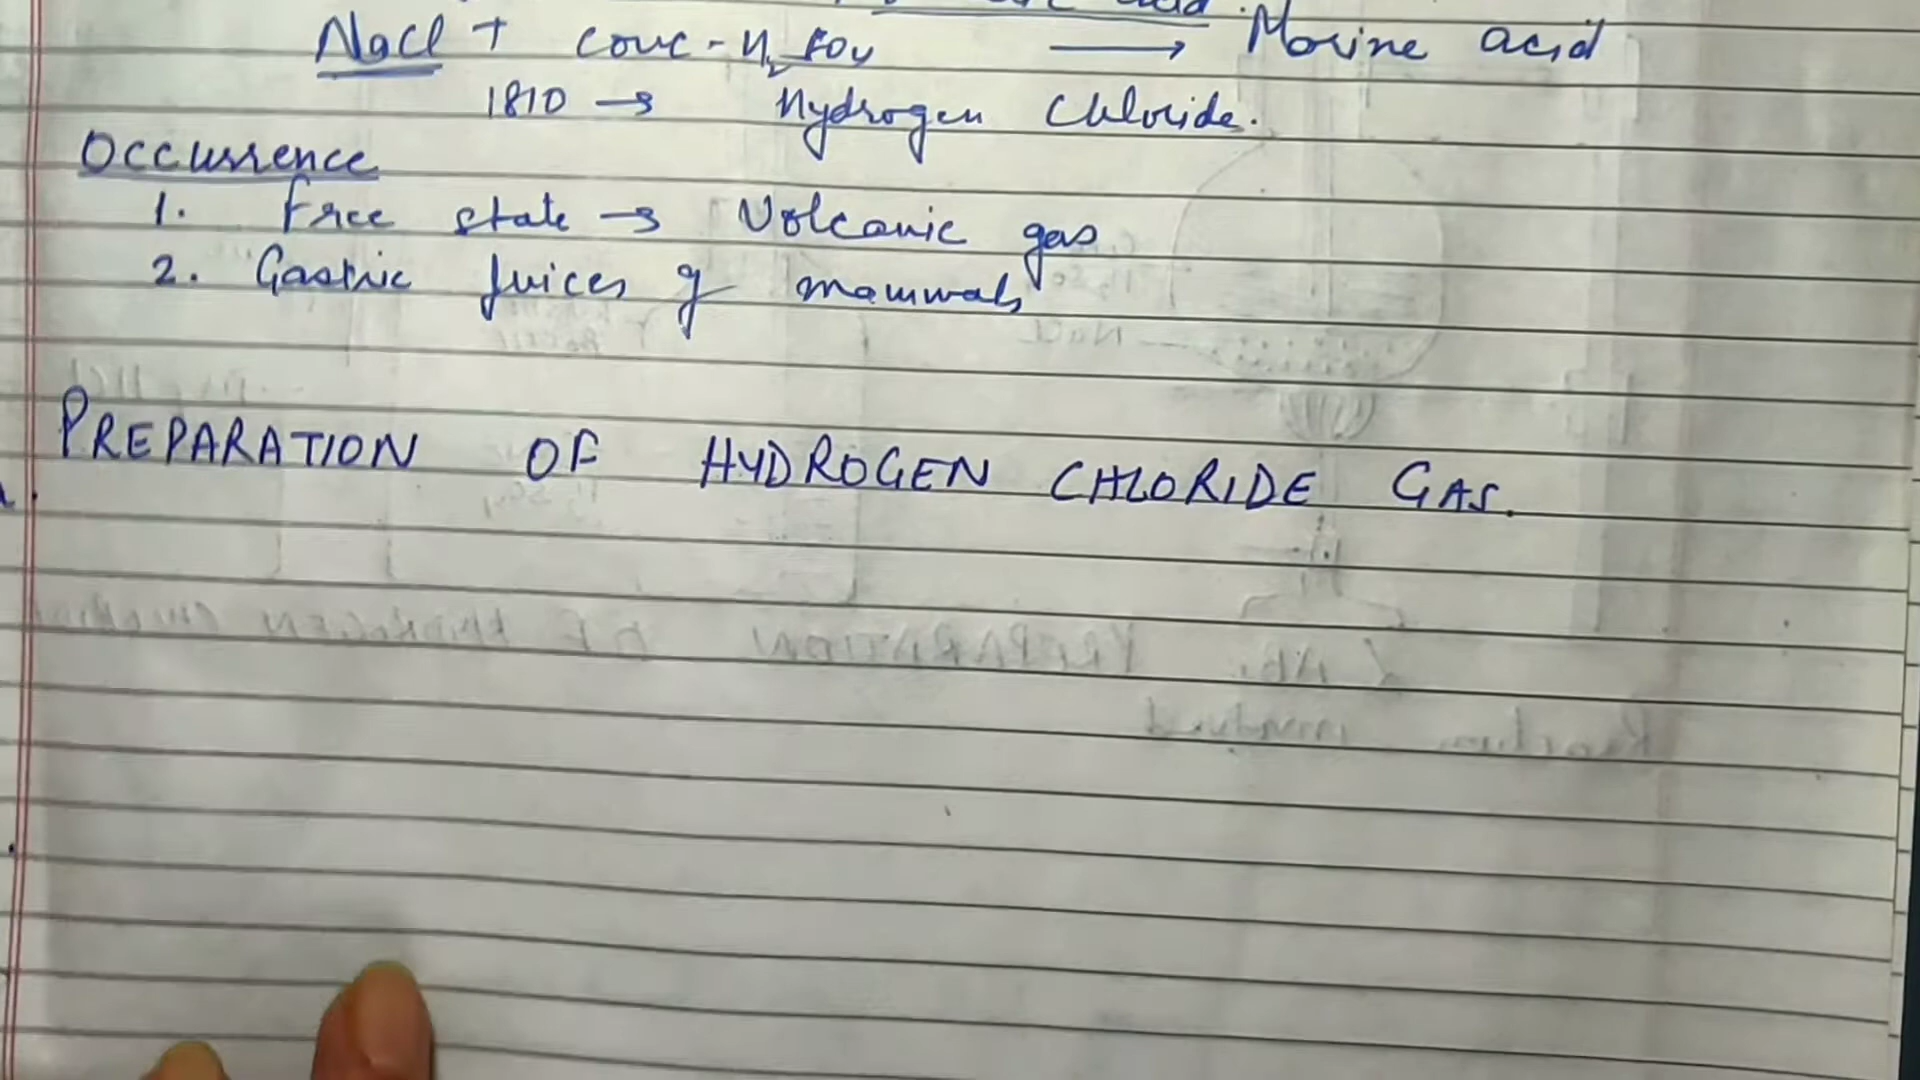 acid.
NaCl + conc-H2SO4 → Marine acid
1810 → Hydrogen Chloride.
Occurrence
1. Free state → Volcanic gas
2. Gastric Juices of mammals
PREPARATION OF HYDROGEN CHLORIDE GAS.